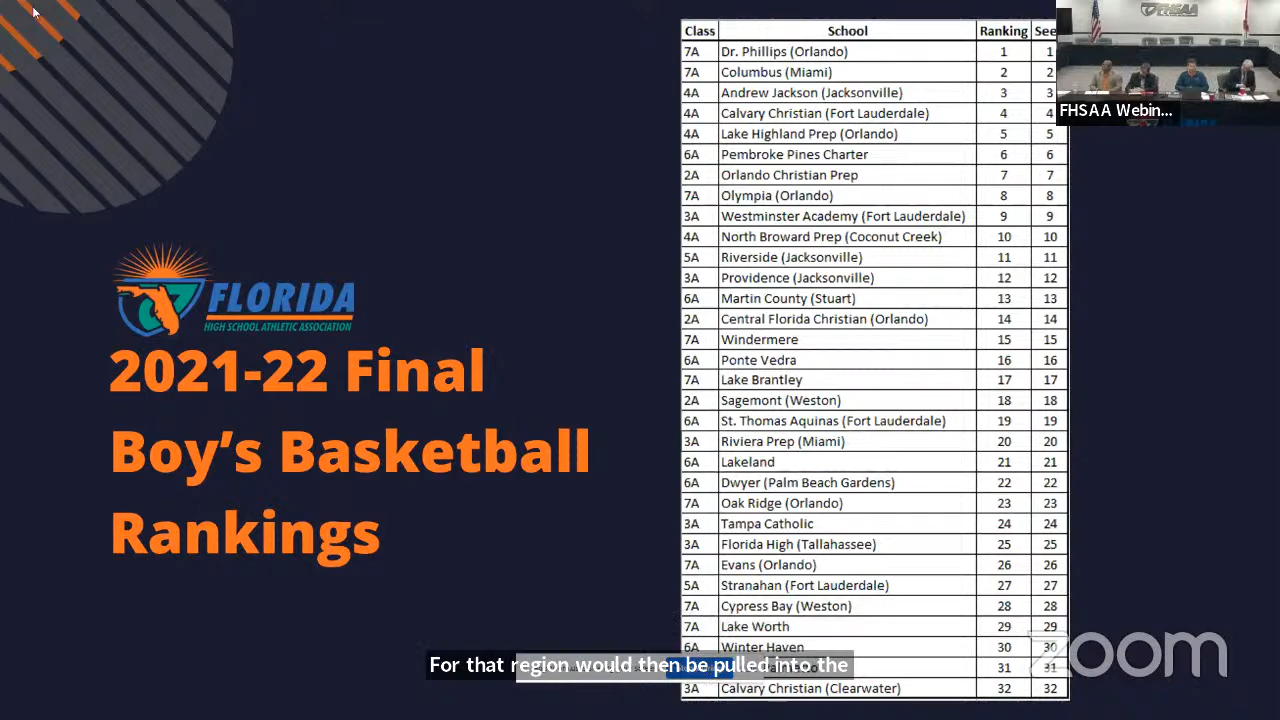 Class School Ranking See
7A Dr. Phillips (Orlando) 1 1
7A Columbus (Miami) 2 2
4A Andrew Jackson (Jacksonville) 3 3
4A Calvary Christian (Fort Lauderdale) 4 4
4A Lake Highland Prep (Orlando) 5 5
6A Pembroke Pines Charter 6 6
2A Orlando Christian Prep 7 7
7A Olympia (Orlando) 8 8
3A Westminster Academy (Fort Lauderdale) 9 9
4A North Broward Prep (Coconut Creek) 10 10
5A Riverside (Jacksonville) 11 11
3A Providence (Jacksonville) 12 12
6A Martin County (Stuart) 13 13
2A Central Florida Christian (Orlando) 14 14
7A Windermere 15 15
6A Ponte Vedra 16 16
7A Lake Brantley 17 17
2A Sagemont (Weston) 18 18
6A St. Thomas Aquinas (Fort Lauderdale) 19 19
3A Riviera Prep (Miami) 20 20
6A Lakeland 21 21
6A Dwyer (Palm Beach Gardens) 22 22
7A Oak Ridge (Orlando) 23 23
3A Tampa Catholic 24 24
3A Florida High (Tallahassee) 25 25
7A Evans (Orlando) 26 26
5A Stranahan (Fort Lauderdale) 27 27
7A Cypress Bay (Weston) 28 28
7A Lake Worth 29 29
6A Winter Haven 30 30
31 31
3A Calvary Christian (Clearwater) 32 32
FHSAA
FHSAA Webin...
FLORIDA
HIGH SCHOOL ATHLETIC ASSOCIATION
2021-22 Final
Boy's Basketball
Rankings
For that region would then be pulled into the
zoom